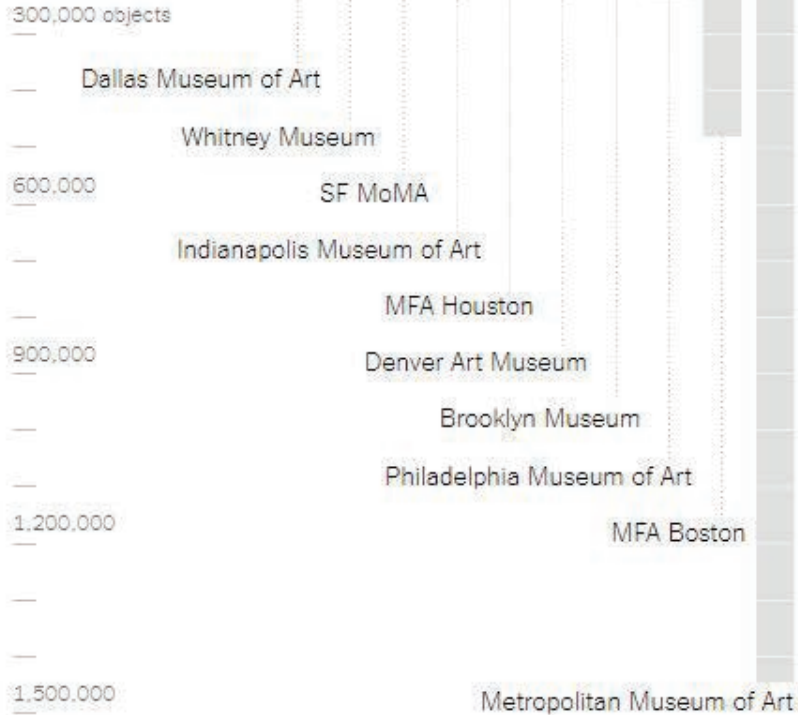 300,000 objects
Dallas Museum of Art
Whitney Museum
600,000
SF MoMA
Indianapolis Museum of Art
MFA Houston
900,000
Denver Art Museum
Brooklyn Museum
Philadelphia Museum of Art
1,200,000
MFA Boston
1,500,000
Metropolitan Museum of Art